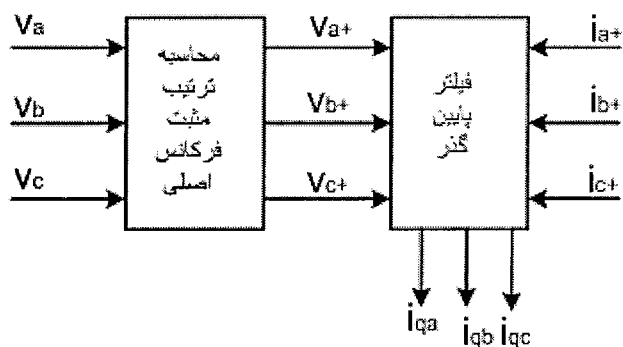 va
vb
vc
محاسبه
ترتیب
مثبت
فرکانس
اصلی
va+
vb+
vc+
فیلتر
پایین
گذر
ia+
ib+
ic+
iqa
iqb
iqc